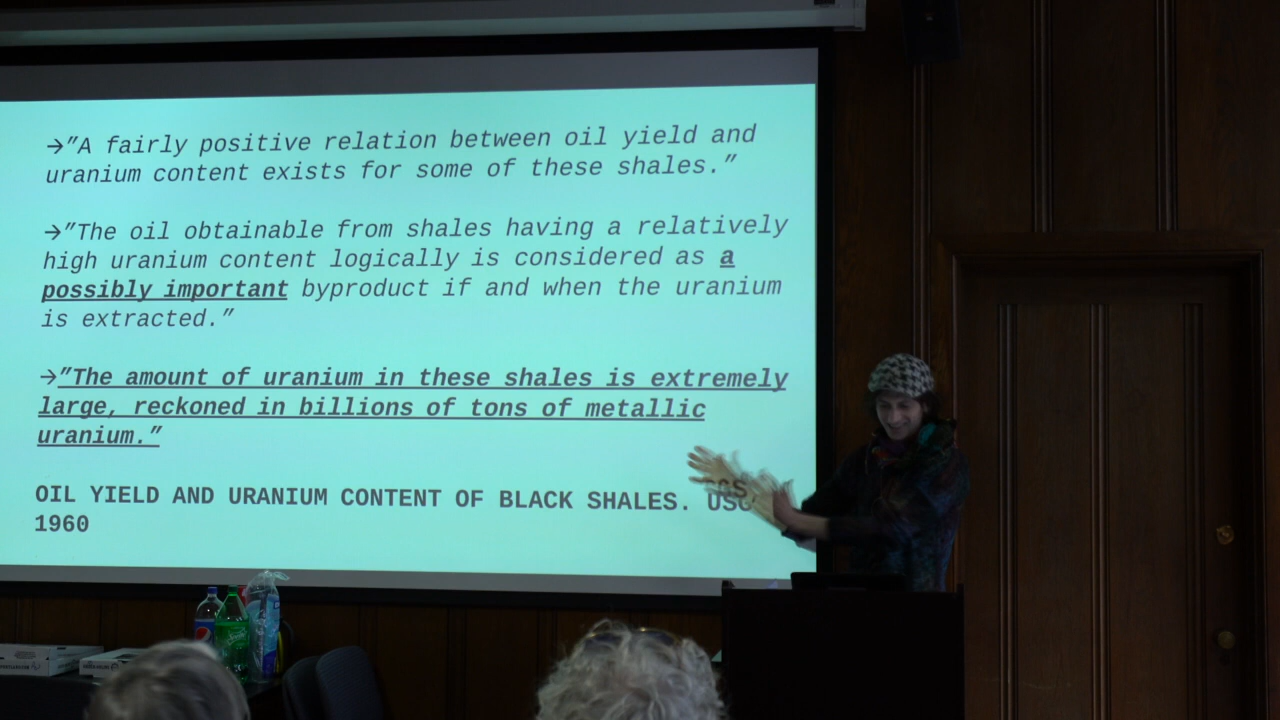 →"A fairly positive relation between oil yield and
uranium content exists for some of these shales."
→"The oil obtainable from shales having a relatively
high uranium content logically is considered as a
possibly important byproduct if and when the uranium
is extracted."
→"The amount of uranium in these shales is extremely
large, reckoned in billions of tons of metallic
uranium."
OIL YIELD AND URANIUM CONTENT OF BLACK SHALES. USGS,
1960